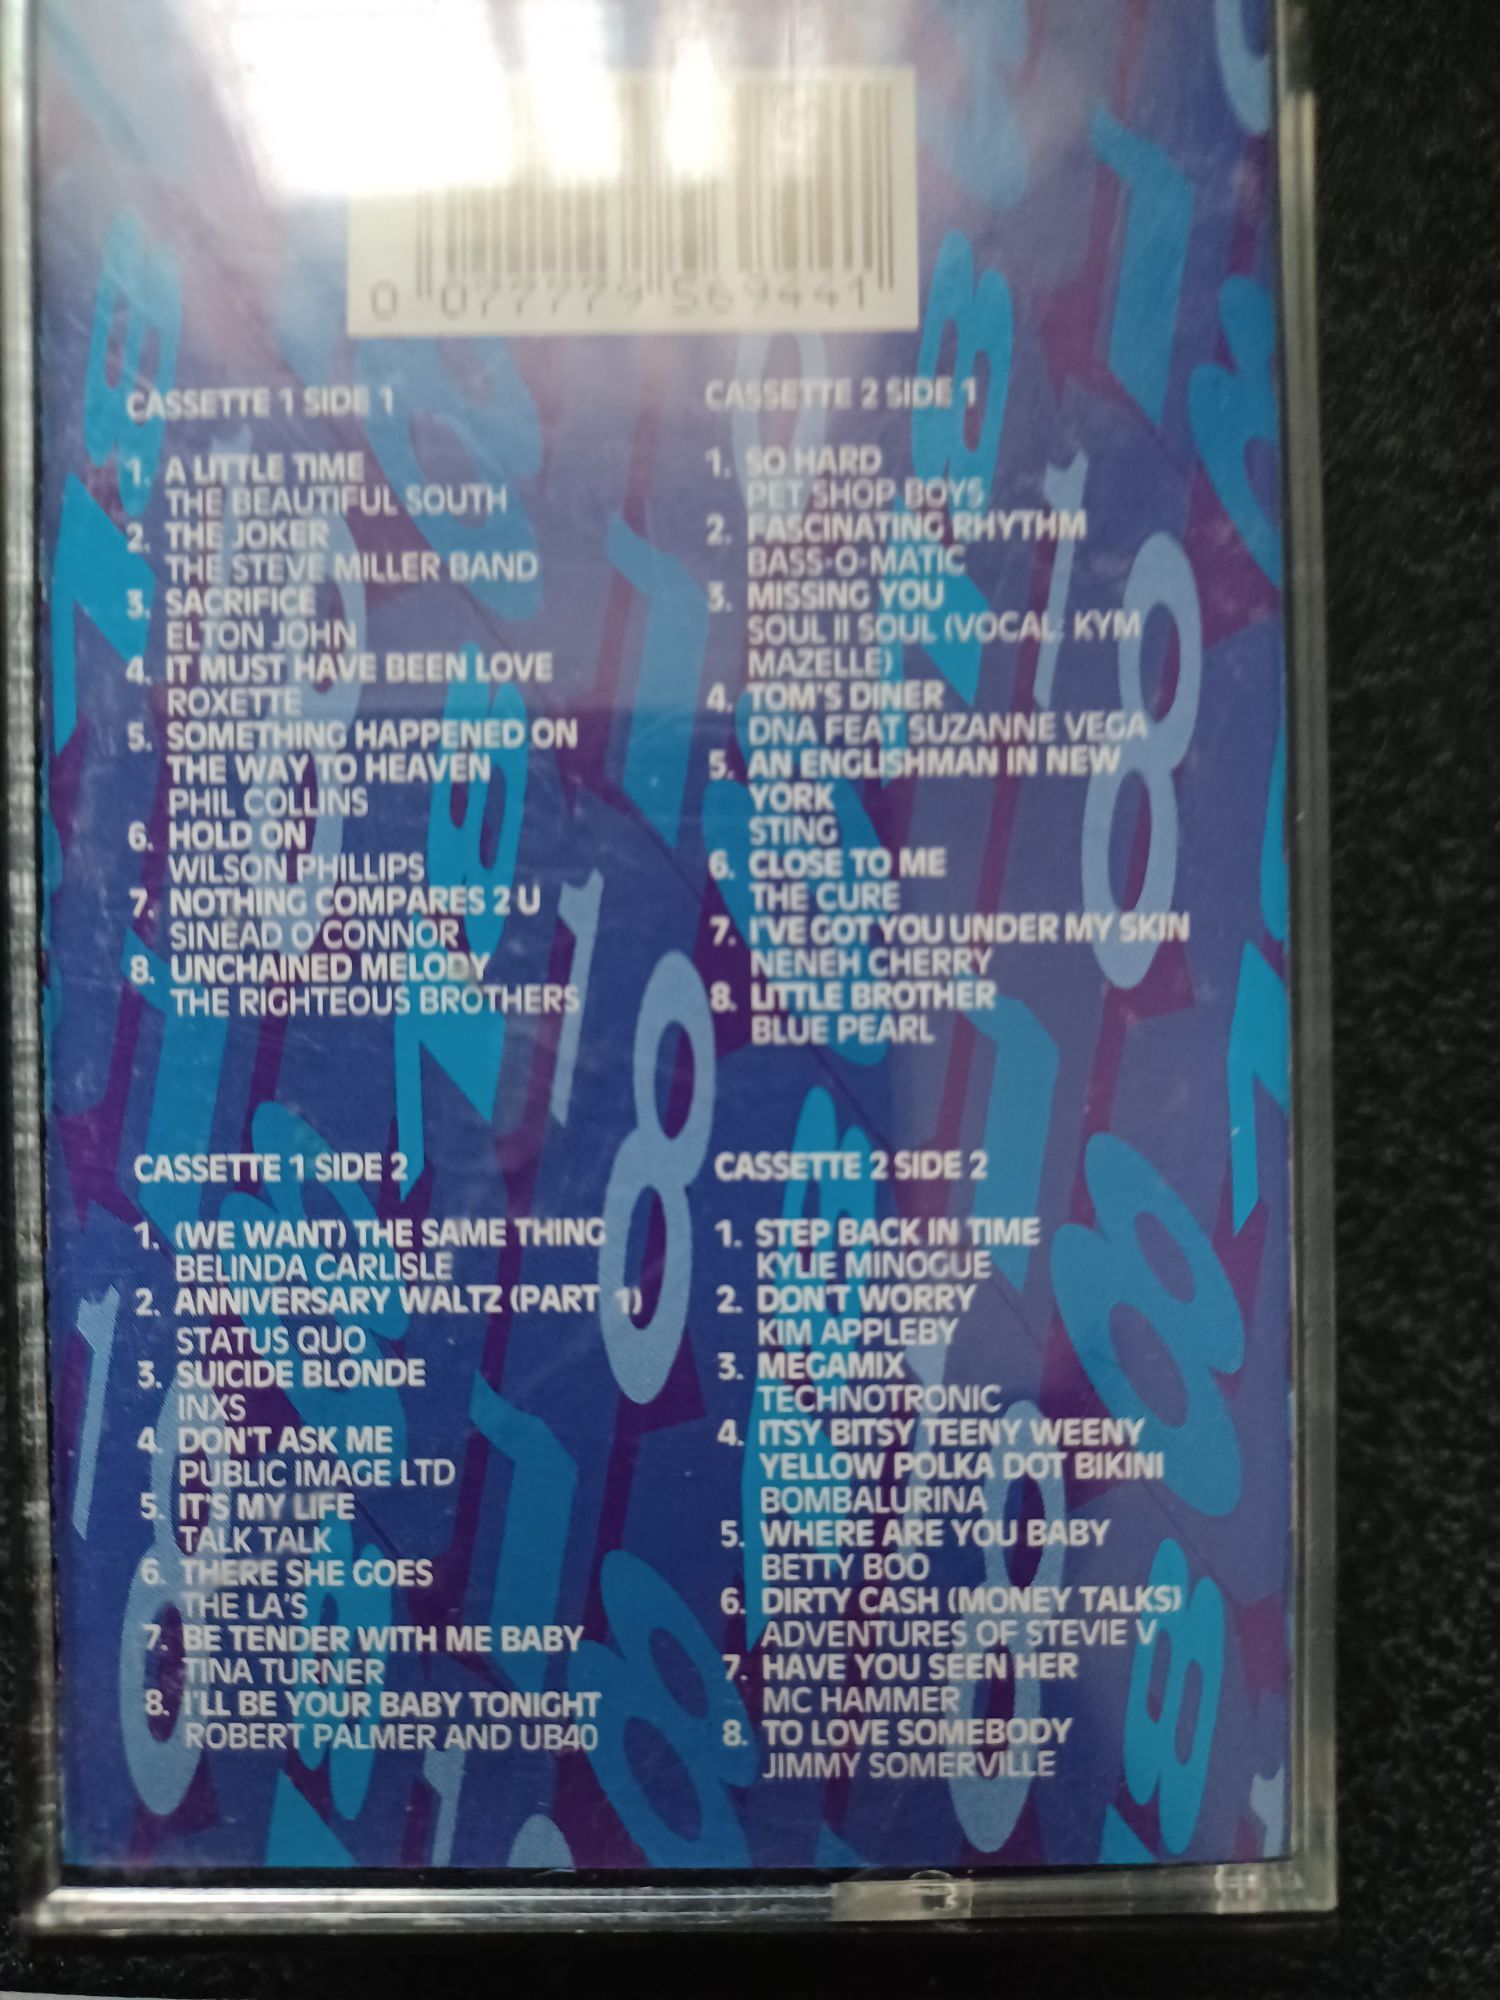 0 077779 569441
CASSETTE 1 SIDE 1
1. A LITTLE TIME
THE BEAUTIFUL SOUTH
2. THE JOKER
THE STEVE MILLER BAND
3. SACRIFICE
ELTON JOHN
4. IT MUST HAVE BEEN LOVE
ROXETTE
5. SOMETHING HAPPENED ON
THE WAY TO HEAVEN
PHIL COLLINS
6. HOLD ON
WILSON PHILLIPS
7. NOTHING COMPARES 2 U
SINEAD O'CONNOR
8. UNCHAINED MELODY
THE RIGHTEOUS BROTHERS
CASSETTE 1 SIDE 2
1. (WE WANT) THE SAME THING
BELINDA CARLISLE
2. ANNIVERSARY WALTZ (PART 1)
STATUS QUO
3. SUICIDE BLONDE
INXS
4. DON'T ASK ME
PUBLIC IMAGE LTD
5. IT'S MY LIFE
TALK TALK
6. THERE SHE GOES
THE LA'S
7. BE TENDER WITH ME BABY
TINA TURNER
8. I'LL BE YOUR BABY TONIGHT
ROBERT PALMER AND UB40
CASSETTE 2 SIDE 1
1. SO HARD
PET SHOP BOYS
2. FASCINATING RHYTHM
BASS-O-MATIC
3. MISSING YOU
SOUL II SOUL (VOCAL: KYM
MAZELLE)
4. TOM'S DINER
DNA FEAT SUZANNE VEGA
5. AN ENGLISHMAN IN NEW
YORK
STING
6. CLOSE TO ME
THE CURE
7. I'VE GOT YOU UNDER MY SKIN
NENEH CHERRY
8. LITTLE BROTHER
BLUE PEARL
CASSETTE 2 SIDE 2
1. STEP BACK IN TIME
KYLIE MINOGUE
2. DON'T WORRY
KIM APPLEBY
3. MEGAMIX
TECHNOTRONIC
4. ITSY BITSY TEENY WEENY
YELLOW POLKA DOT BIKINI
BOMBALURINA
5. WHERE ARE YOU BABY
BETTY BOO
6. DIRTY CASH (MONEY TALKS)
ADVENTURES OF STEVIE V
7. HAVE YOU SEEN HER
MC HAMMER
8. TO LOVE SOMEBODY
JIMMY SOMERVILLE